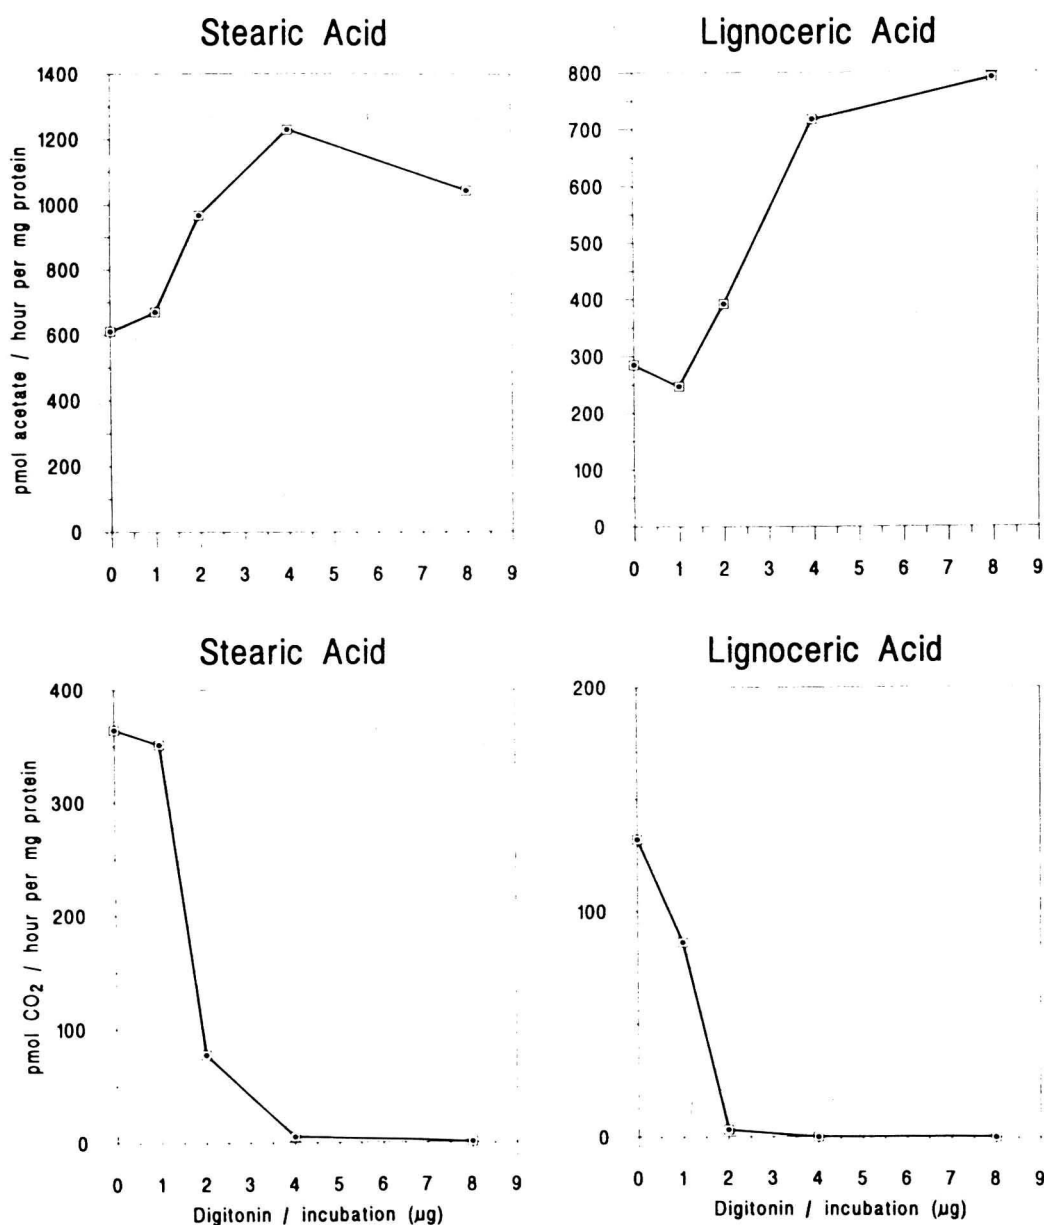 Stearic Acid
Lignoceric Acid
pmol acetate / hour per mg protein
1400
1200
1000
800
600
400
200
0
0 1 2 3 4 5 6 7 8 9
800
700
600
500
400
300
200
100
0
0 1 2 3 4 5 6 7 8 9
Stearic Acid
Lignoceric Acid
pmol CO₂ / hour per mg protein
400
300
200
100
0
0 1 2 3 4 5 6 7 8 9
Digitonin / incubation (µg)
200
100
0
0 1 2 3 4 5 6 7 8 9
Digitonin / incubation (µg)